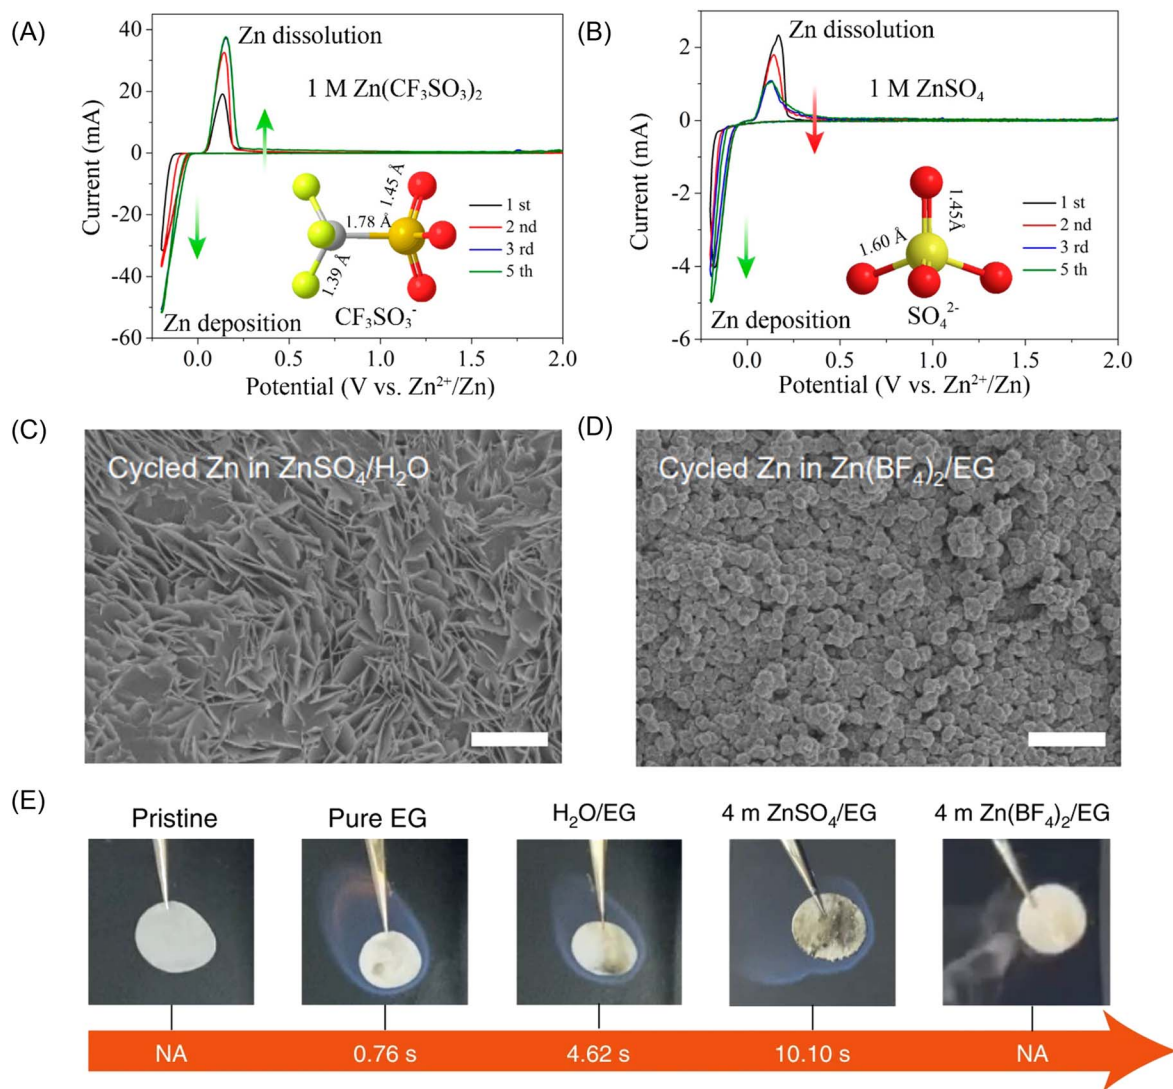 (A)
40
20
0
-20
-40
-60
Current (mA)
Zn dissolution
1 M Zn(CF₃SO₃)₂
1.45 Å
1.78 Å
1.39 Å
CF₃SO₃⁻
1 st
2 nd
3 rd
5 th
Zn deposition
0.0 0.5 1.0 1.5 2.0
Potential (V vs. Zn²⁺/Zn)
(B)
2
0
-2
-4
-6
Current (mA)
Zn dissolution
1 M ZnSO₄
1.45Å
1.60 Å
SO₄²⁻
1 st
2 nd
3 rd
5 th
Zn deposition
0.0 0.5 1.0 1.5 2.0
Potential (V vs. Zn²⁺/Zn)
(C)
Cycled Zn in ZnSO₄/H₂O
(D)
Cycled Zn in Zn(BF₄)₂/EG
(E)
Pristine
Pure EG
H₂O/EG
4 m ZnSO₄/EG
4 m Zn(BF₄)₂/EG
NA
0.76 s
4.62 s
10.10 s
NA